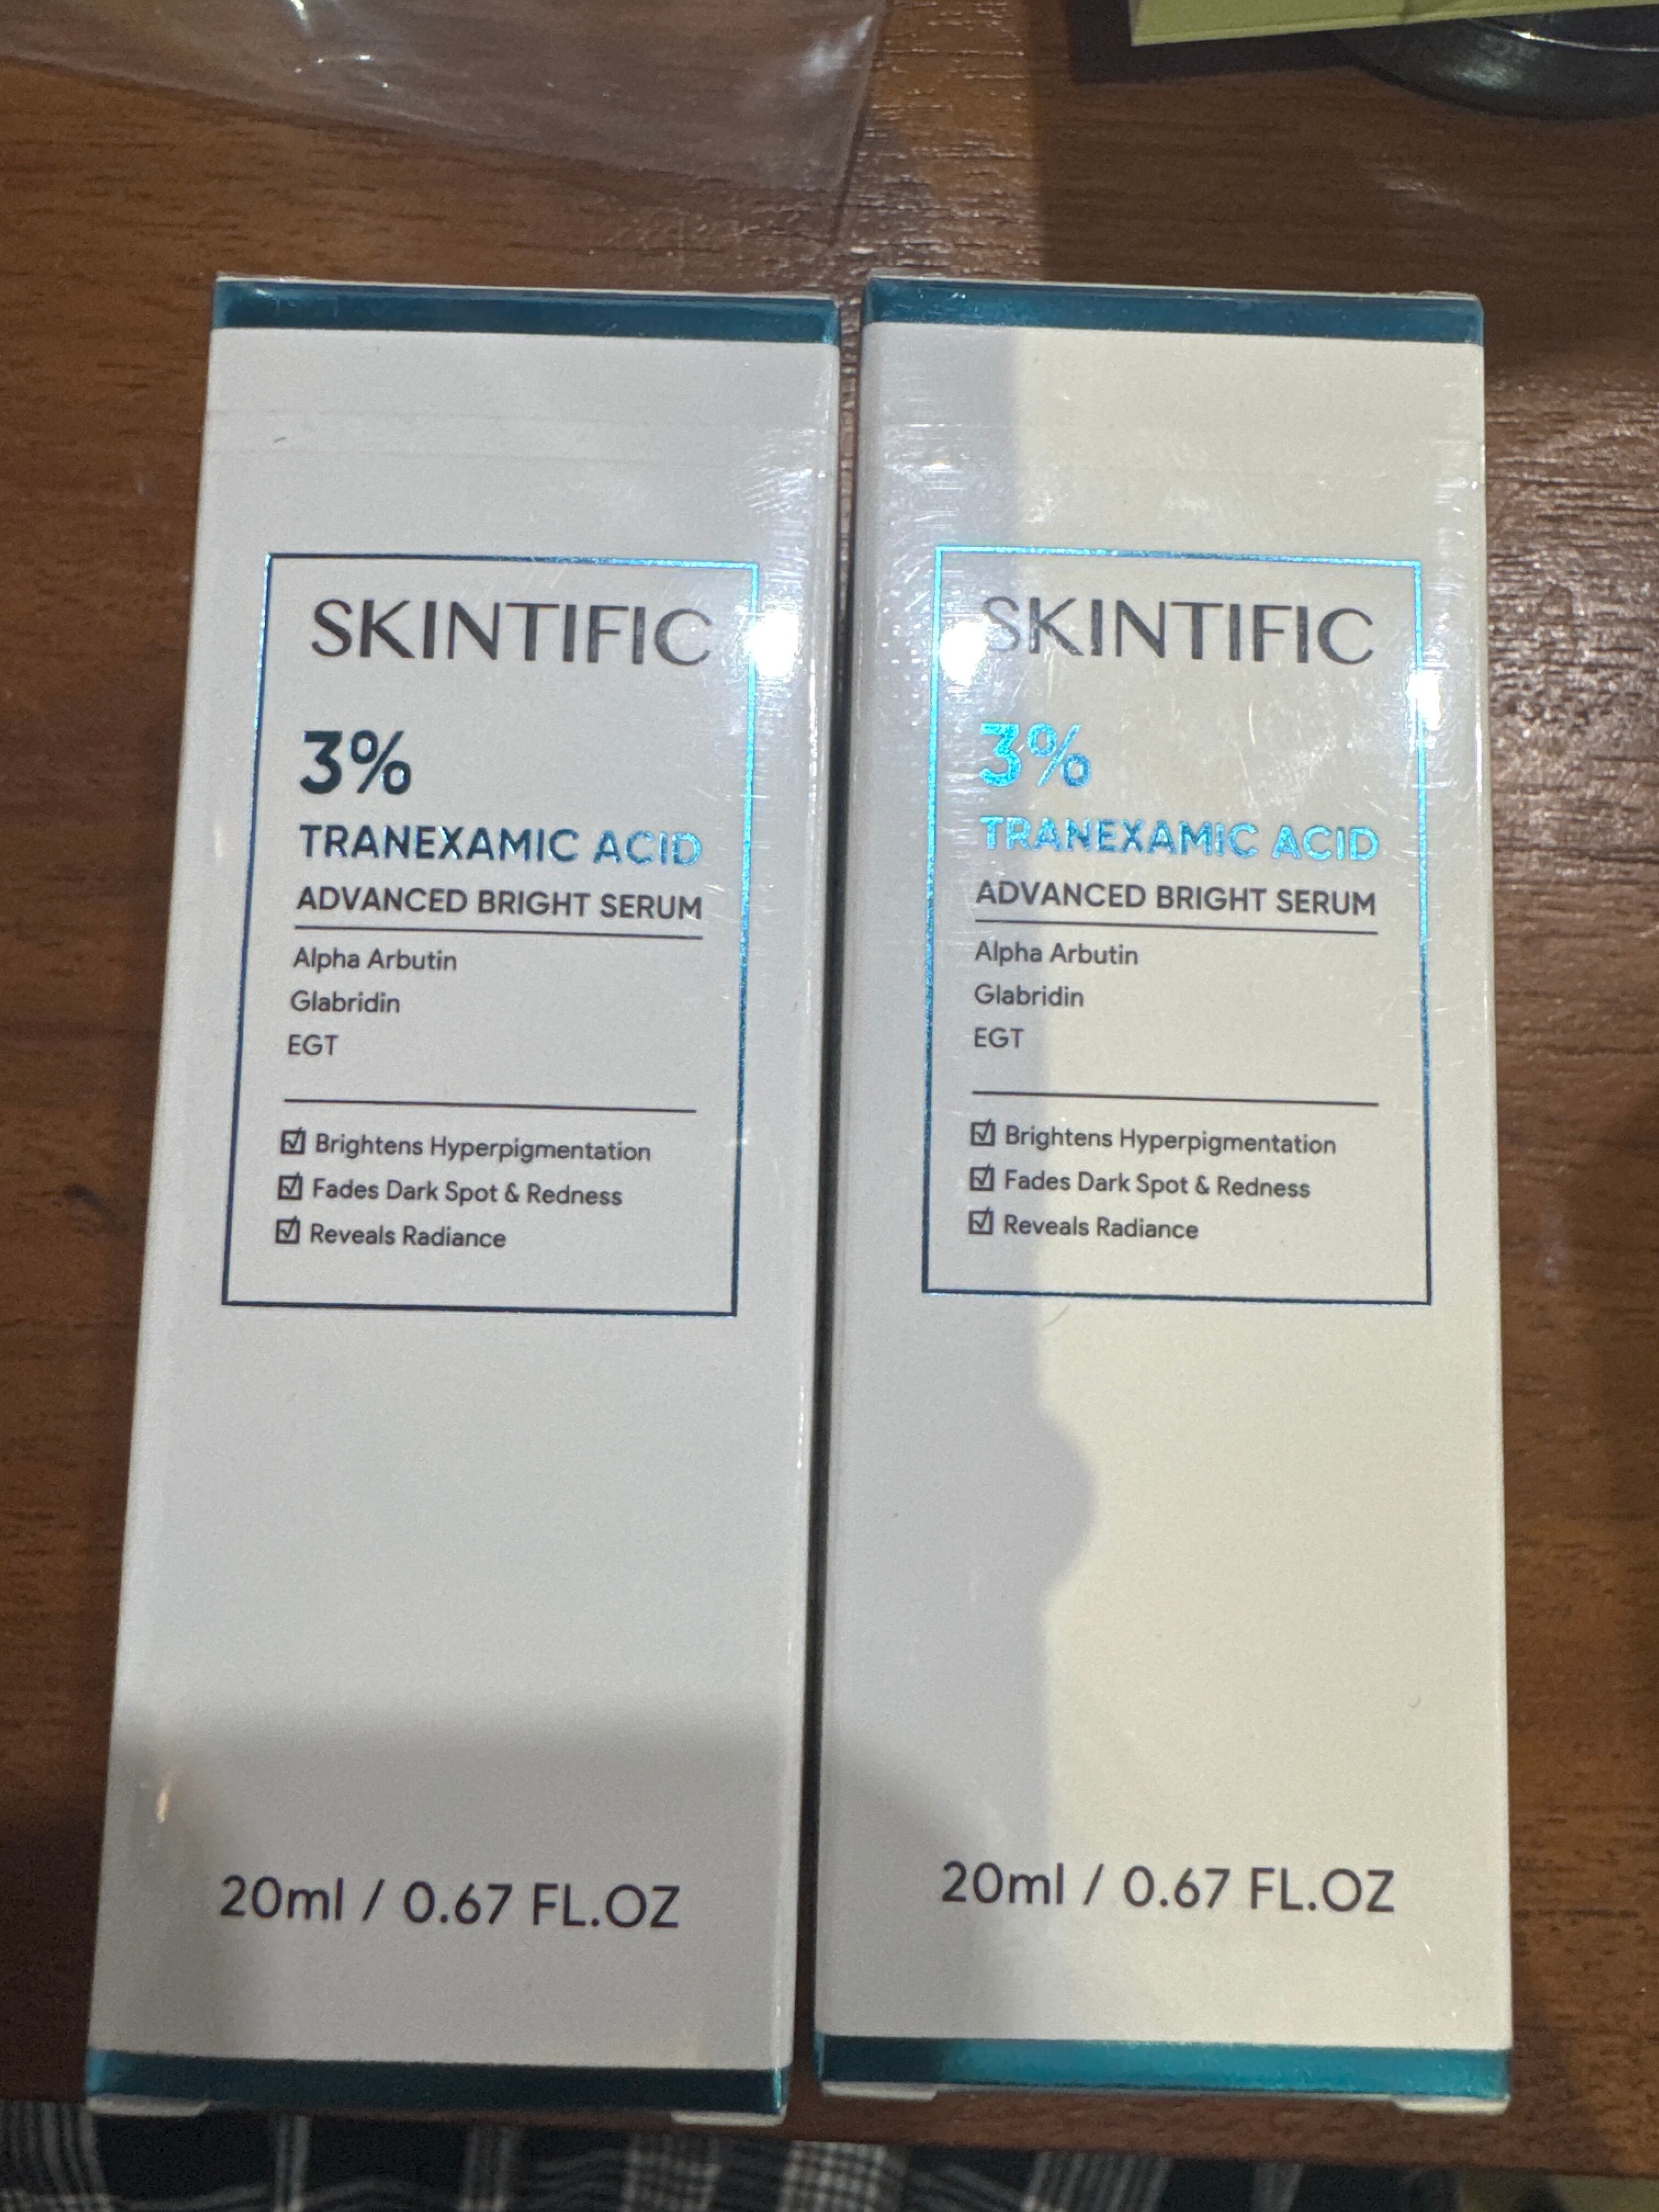 SKINTIFIC
3%
TRANEXAMIC ACID
ADVANCED BRIGHT SERUM
Alpha Arbutin
Glabridin
EGT
Brightens Hyperpigmentation
Fades Dark Spot & Redness
Reveals Radiance
20ml / 0.67 FL.OZ
SKINTIFIC
3%
TRANEXAMIC ACID
ADVANCED BRIGHT SERUM
Alpha Arbutin
Glabridin
EGT
Brightens Hyperpigmentation
Fades Dark Spot & Redness
Reveals Radiance
20ml / 0.67 FL.OZ